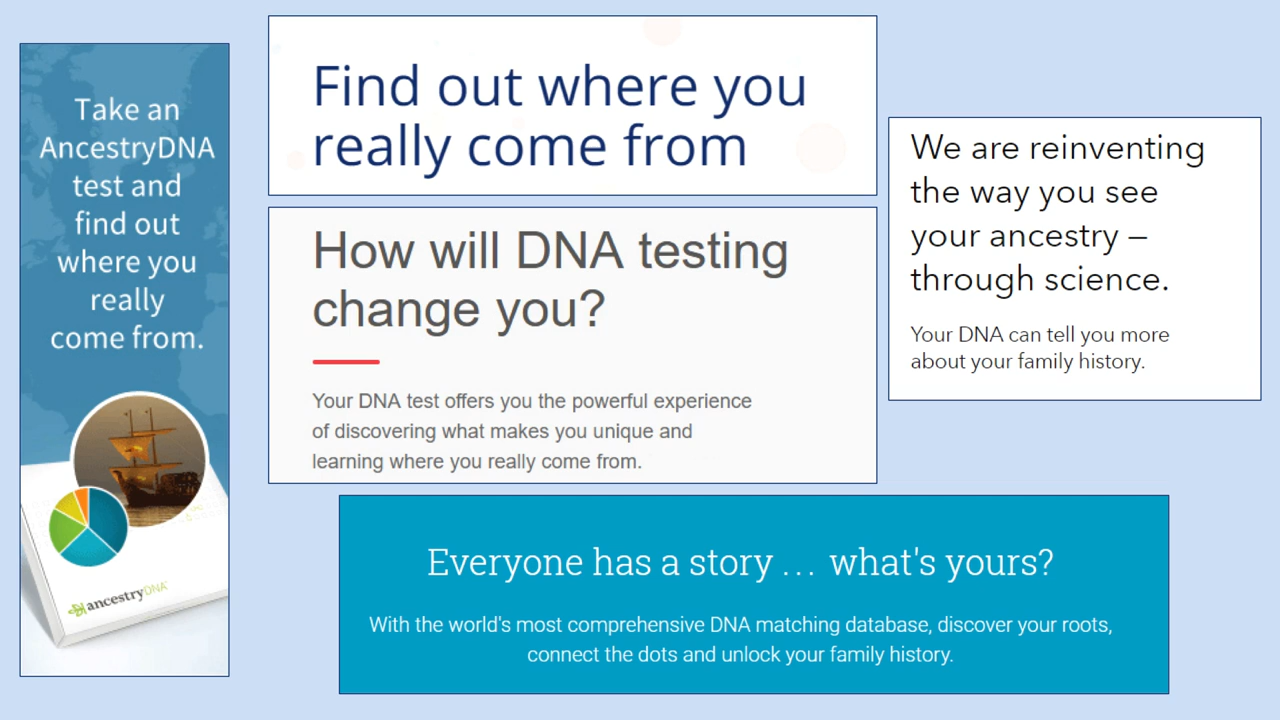 Take an
AncestryDNA
test and
find out
where you
really
come from.
ancestryDNA
Find out where you
really come from
How will DNA testing
change you?
Your DNA test offers you the powerful experience
of discovering what makes you unique and
learning where you really come from.
We are reinventing
the way you see
your ancestry –
through science.
Your DNA can tell you more
about your family history.
Everyone has a story ... what's yours?
With the world's most comprehensive DNA matching database, discover your roots,
connect the dots and unlock your family history.